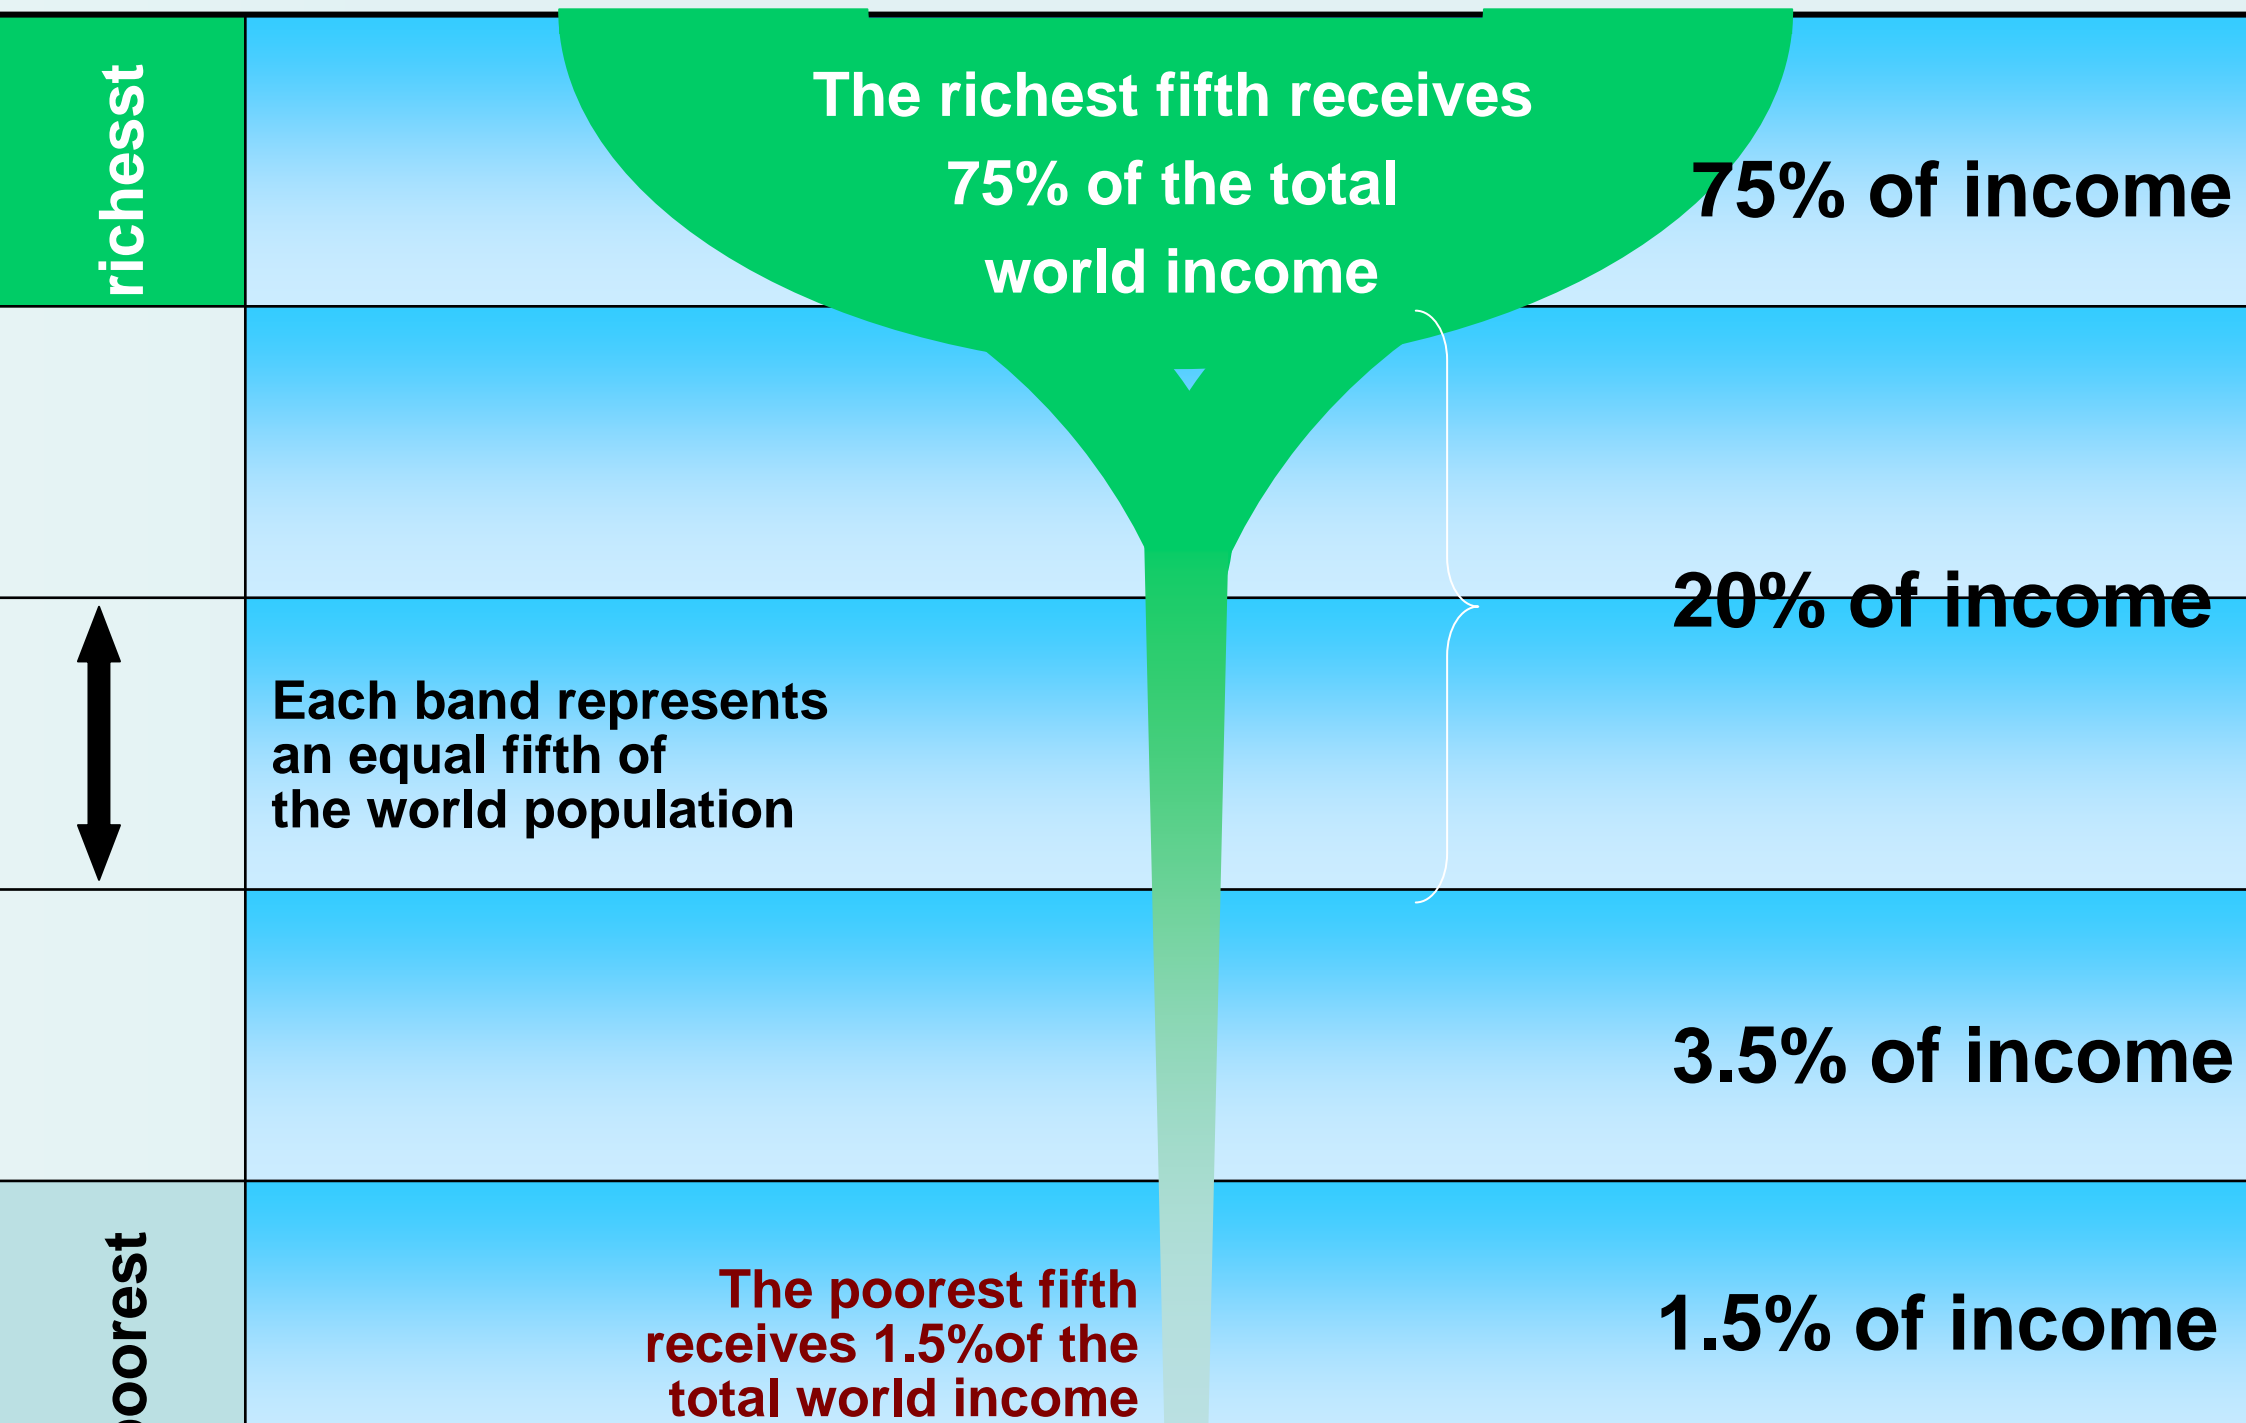 richesst
The richest fifth receives
75% of the total
world income
75% of income
20% of income
Each band represents
an equal fifth of
the world population
3.5% of income
The poorest fifth
receives 1.5%of the
total world income
1.5% of income